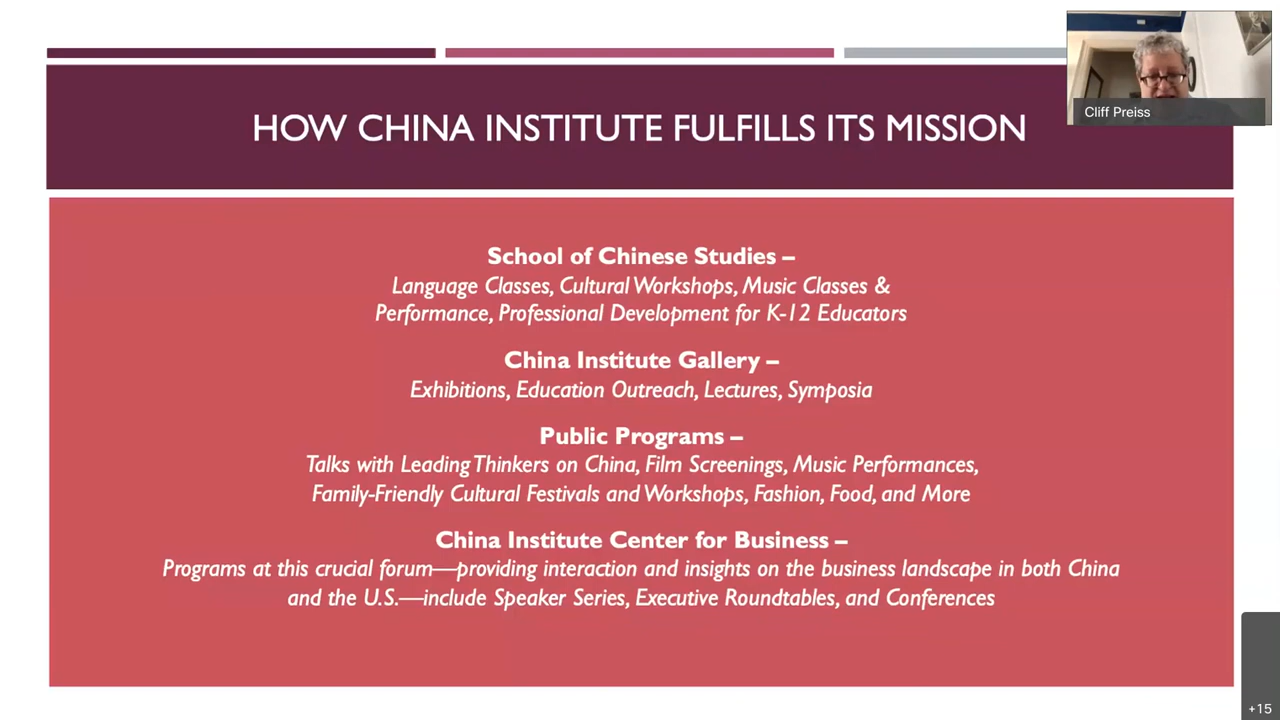 HOW CHINA INSTITUTE FULFILLS ITS MISSION
Cliff Preiss
School of Chinese Studies –
Language Classes, Cultural Workshops, Music Classes &
Performance, Professional Development for K-12 Educators
China Institute Gallery –
Exhibitions, Education Outreach, Lectures, Symposia
Public Programs –
Talks with Leading Thinkers on China, Film Screenings, Music Performances,
Family-Friendly Cultural Festivals and Workshops, Fashion, Food, and More
China Institute Center for Business –
Programs at this crucial forum—providing interaction and insights on the business landscape in both China
and the U.S.—include Speaker Series, Executive Roundtables, and Conferences
+15